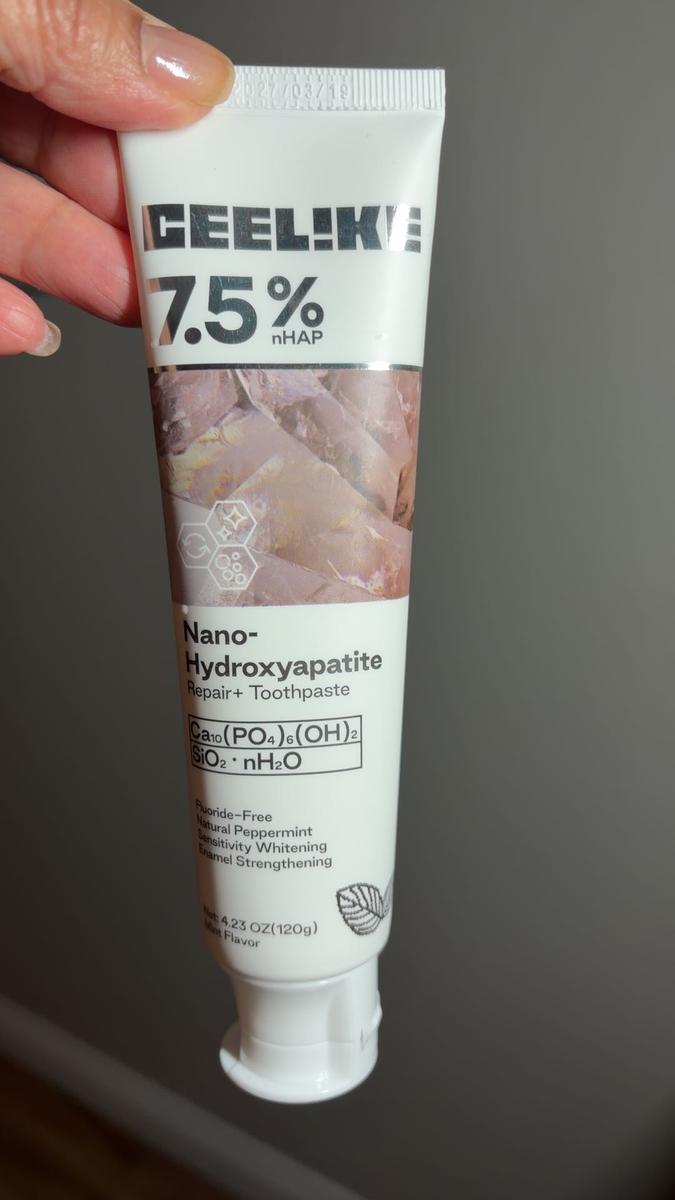 2027/03/19
CEEL!KE
7.5%
nHAP
Nano-
Hydroxyapatite
Repair+ Toothpaste
Ca₁₀(PO₄)₆(OH)₂
SiO₂ · nH₂O
Fluoride-Free
Natural Peppermint
Sensitivity Whitening
Enamel Strengthening
Net: 4.23 OZ(120g)
Mint Flavor